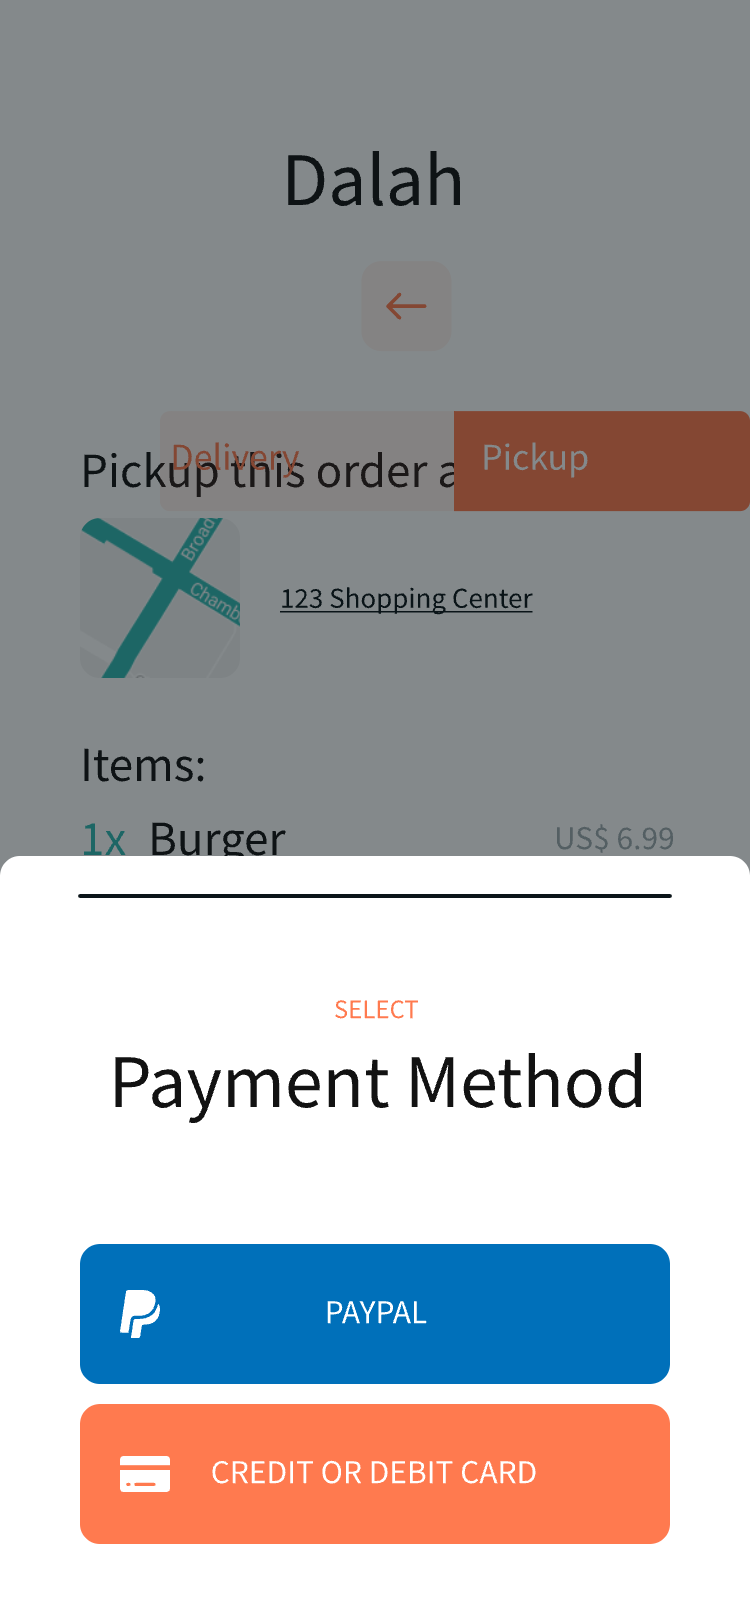 Dalah
Delivery
Pickup
Pickup this order a
Broad
Chamb
123 Shopping Center
Items:
1x Burger US$ 6.99
SELECT
Payment Method
PAYPAL
CREDIT OR DEBIT CARD